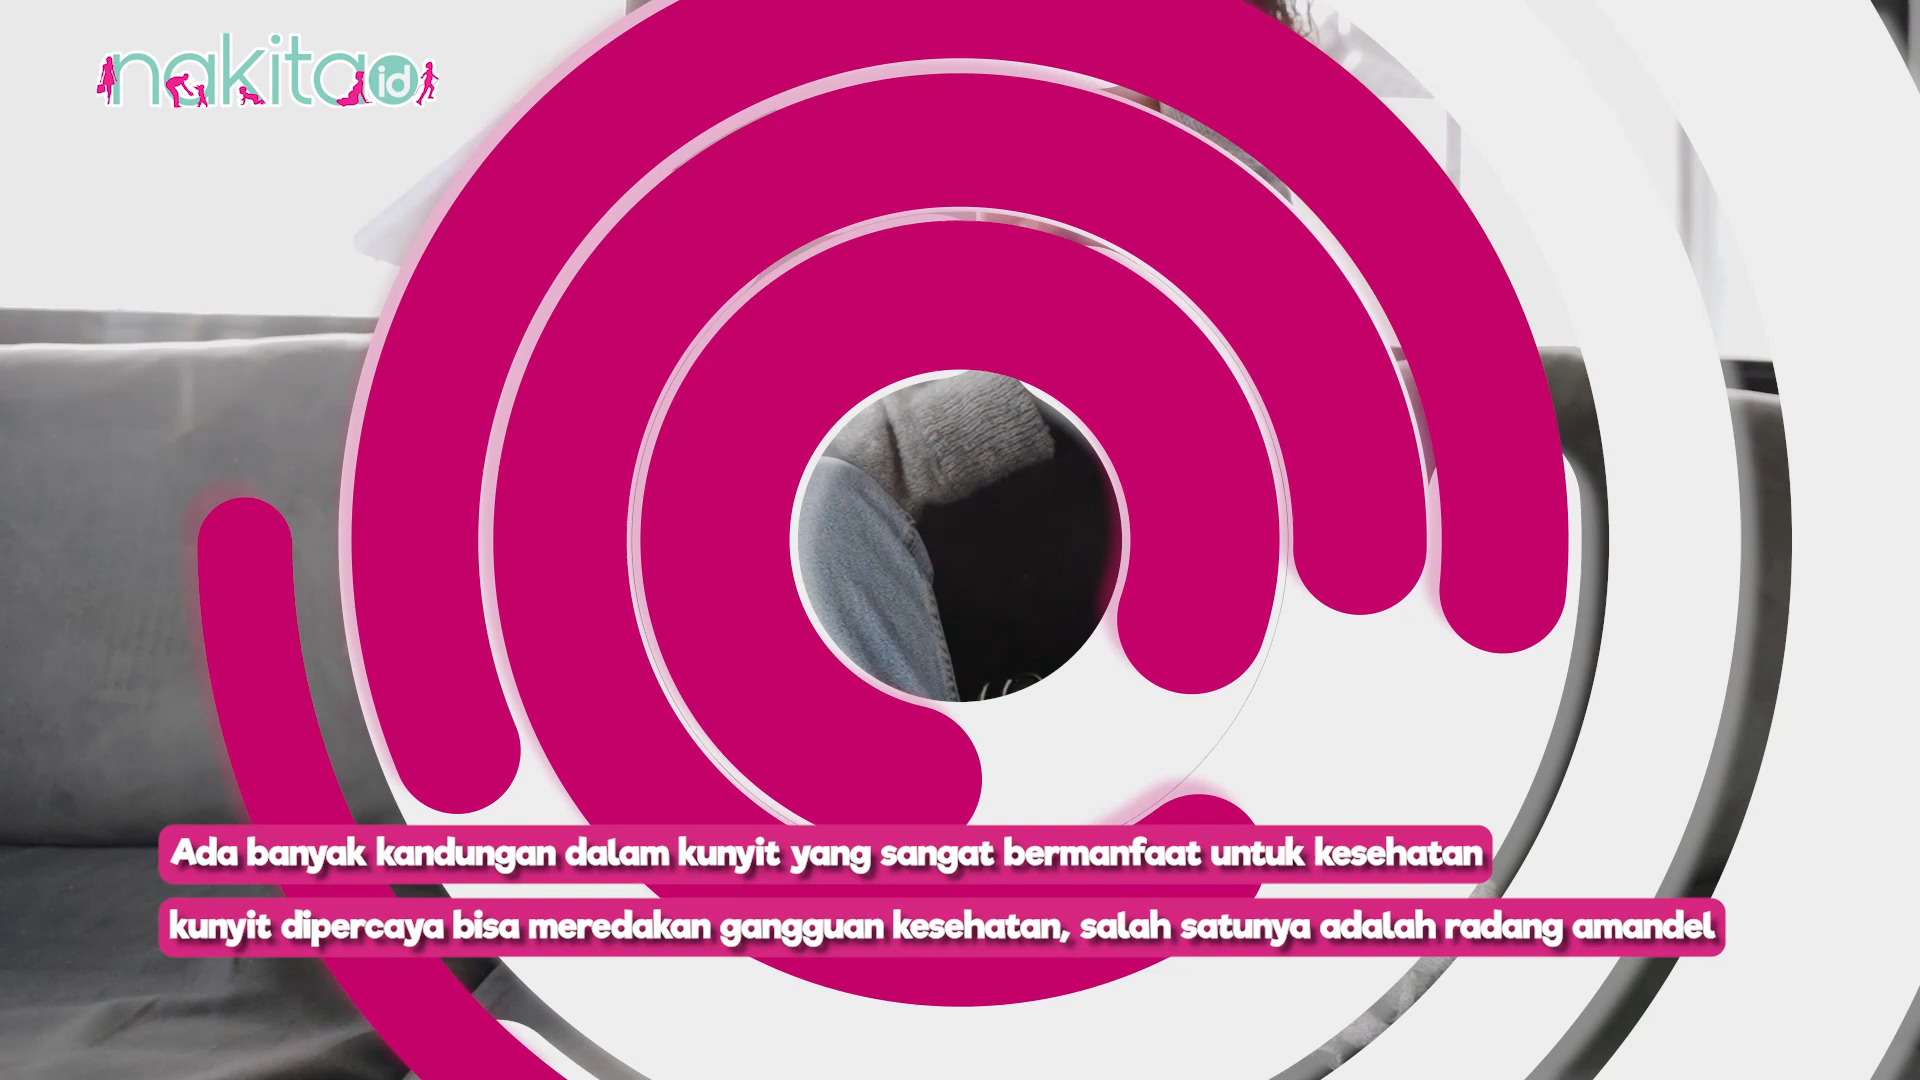 nakita id
Ada banyak kandungan dalam kunyit yang sangat bermanfaat untuk kesehatan
kunyit dipercaya bisa meredakan gangguan kesehatan, salah satunya adalah radang amandel